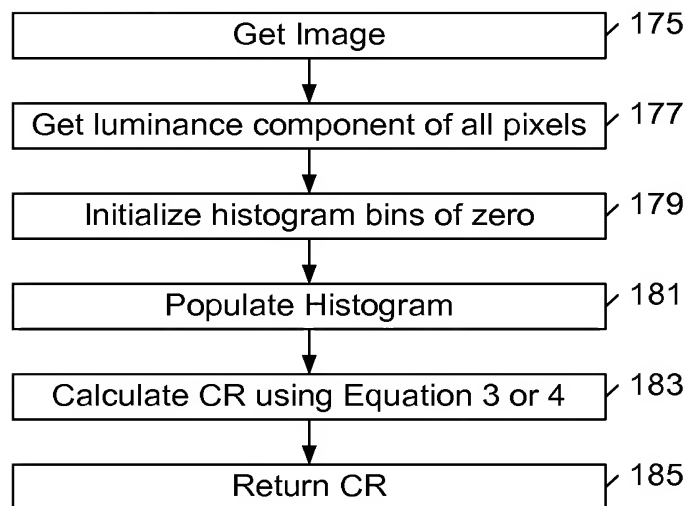 Get Image 175
Get luminance component of all pixels 177
Initialize histogram bins of zero 179
Populate Histogram 181
Calculate CR using Equation 3 or 4 183
Return CR 185